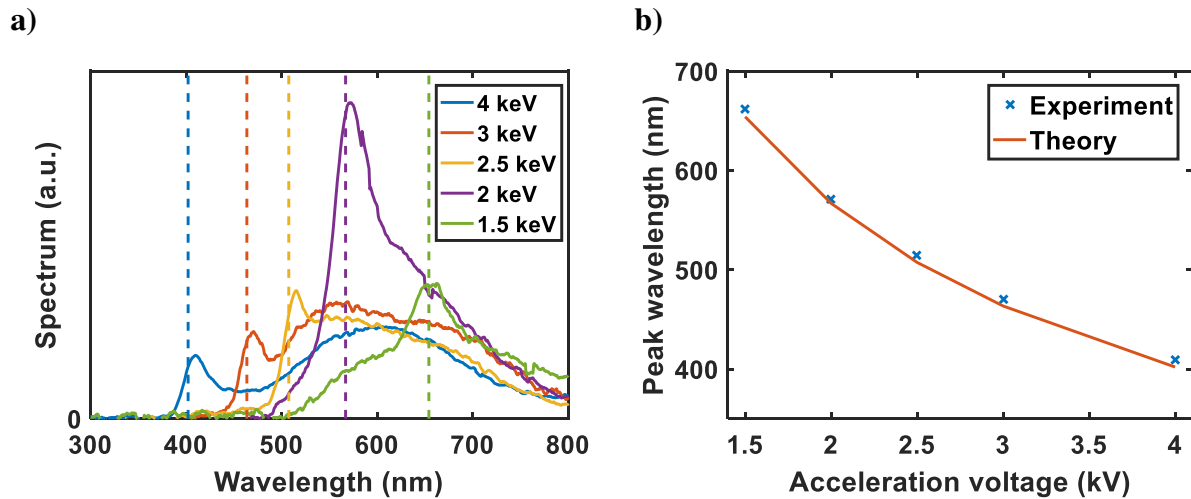 a)
Spectrum (a.u.)
0
300 400 500 600 700 800
Wavelength (nm)
4 keV
3 keV
2.5 keV
2 keV
1.5 keV
b)
Peak wavelength (nm)
700
600
500
400
1.5 2 2.5 3 3.5 4
Acceleration voltage (kV)
Experiment
Theory